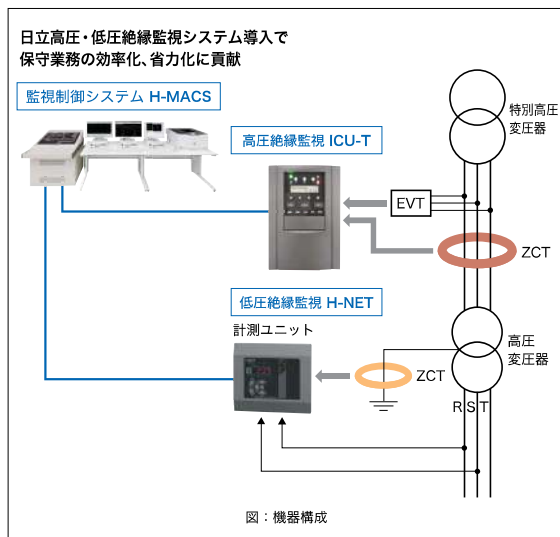 日立高圧・低圧絶縁監視システム導入で
保守業務の効率化、省力化に貢献
監視制御システム H-MACS
高圧絶縁監視 ICU-T
特別高圧
変圧器
EVT
ZCT
低圧絶縁監視 H-NET
計測ユニット
高圧
変圧器
ZCT
R S T
図：機器構成